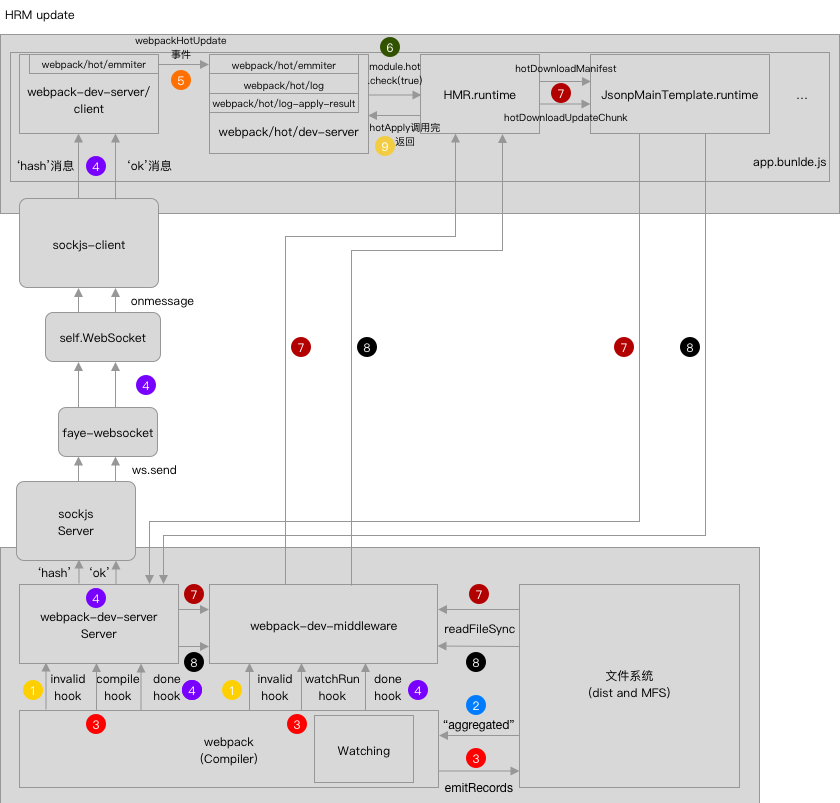 HRM update
webpackHotUpdate
事件
5
webpack/hot/emmiter
webpack-dev-server/
client
webpack/hot/emmiter
webpack/hot/log
webpack/hot/log-apply-result
webpack/hot/dev-server
6
module.hot
.check(true)
hotApply调用完
返回
9
HMR.runtime
hotDownloadManifest
7
hotDownloadUpdateChunk
JsonpMainTemplate.runtime
...
app.bunlde.js
‘hash’消息
4
‘ok’消息
sockjs-client
onmessage
self.WebSocket
4
7
8
7
8
faye-websocket
ws.send
sockjs
Server
‘hash’
‘ok’
4
webpack-dev-server
Server
7
8
webpack-dev-middleware
7
readFileSync
8
文件系统
(dist and MFS)
1
invalid
hook
compile
hook
done
hook
4
1
invalid
hook
watchRun
hook
done
hook
4
3
3
webpack
(Compiler)
Watching
2
“aggregated”
3
emitRecords